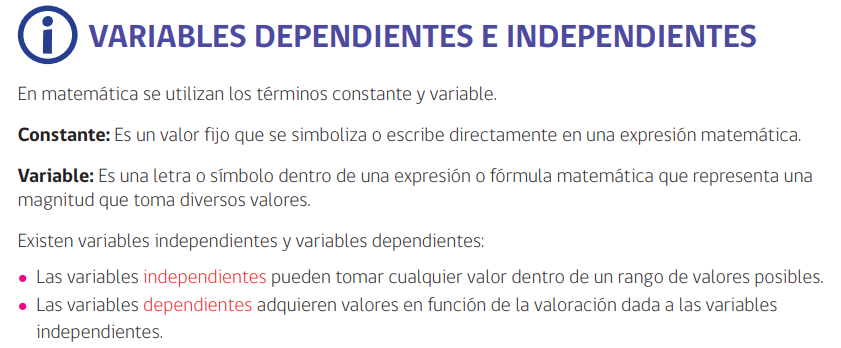 VARIABLES DEPENDIENTES E INDEPENDIENTES
En matemática se utilizan los términos constante y variable.
Constante: Es un valor fijo que se simboliza o escribe directamente en una expresión matemática.
Variable: Es una letra o símbolo dentro de una expresión o fórmula matemática que representa una
magnitud que toma diversos valores.
Existen variables independientes y variables dependientes:
• Las variables independientes pueden tomar cualquier valor dentro de un rango de valores posibles.
• Las variables dependientes adquieren valores en función de la valoración dada a las variables
independientes.